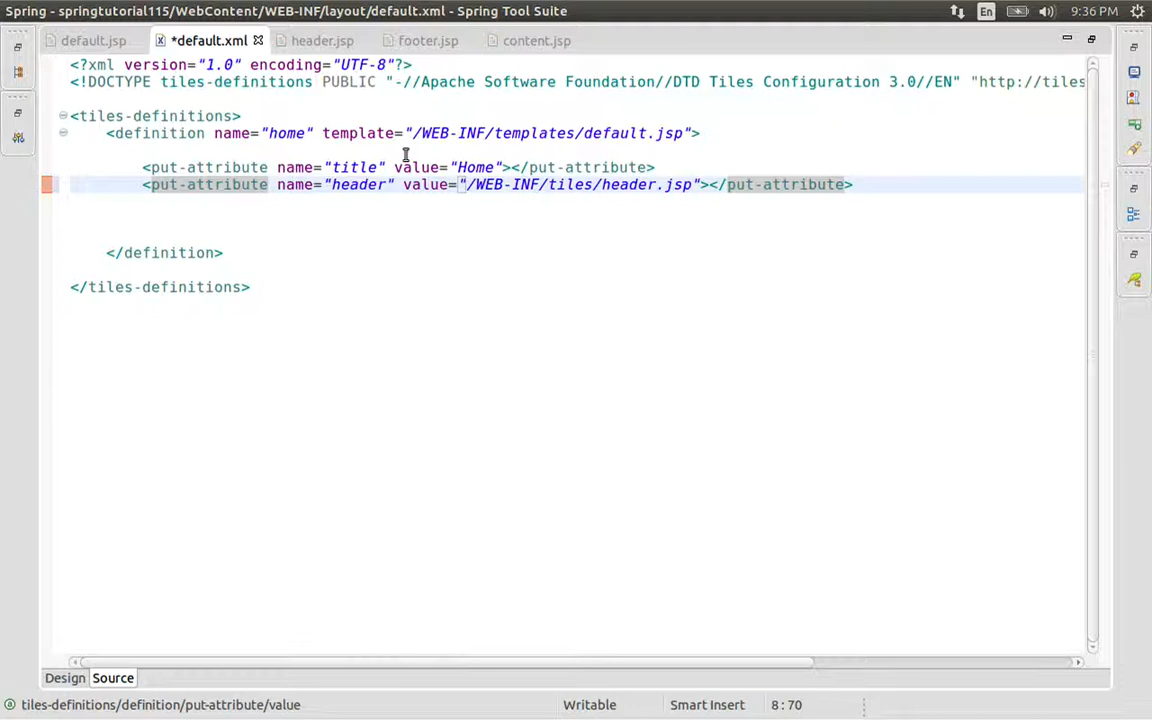 Spring - springtutorial115/WebContent/WEB-INF/layout/default.xml - Spring Tool Suite
En
9:36 PM
default.jsp
*default.xml
header.jsp
footer.jsp
content.jsp
<?xml version="1.0" encoding="UTF-8"?>
<!DOCTYPE tiles-definitions PUBLIC "-//Apache Software Foundation//DTD Tiles Configuration 3.0//EN" "http://tiles
<tiles-definitions>
<definition name="home" template="/WEB-INF/templates/default.jsp">
<put-attribute name="title" value="Home"></put-attribute>
<put-attribute name="header" value="/WEB-INF/tiles/header.jsp"></put-attribute>
</definition>
</tiles-definitions>
Design
Source
tiles-definitions/definition/put-attribute/value
Writable
Smart Insert
8:70